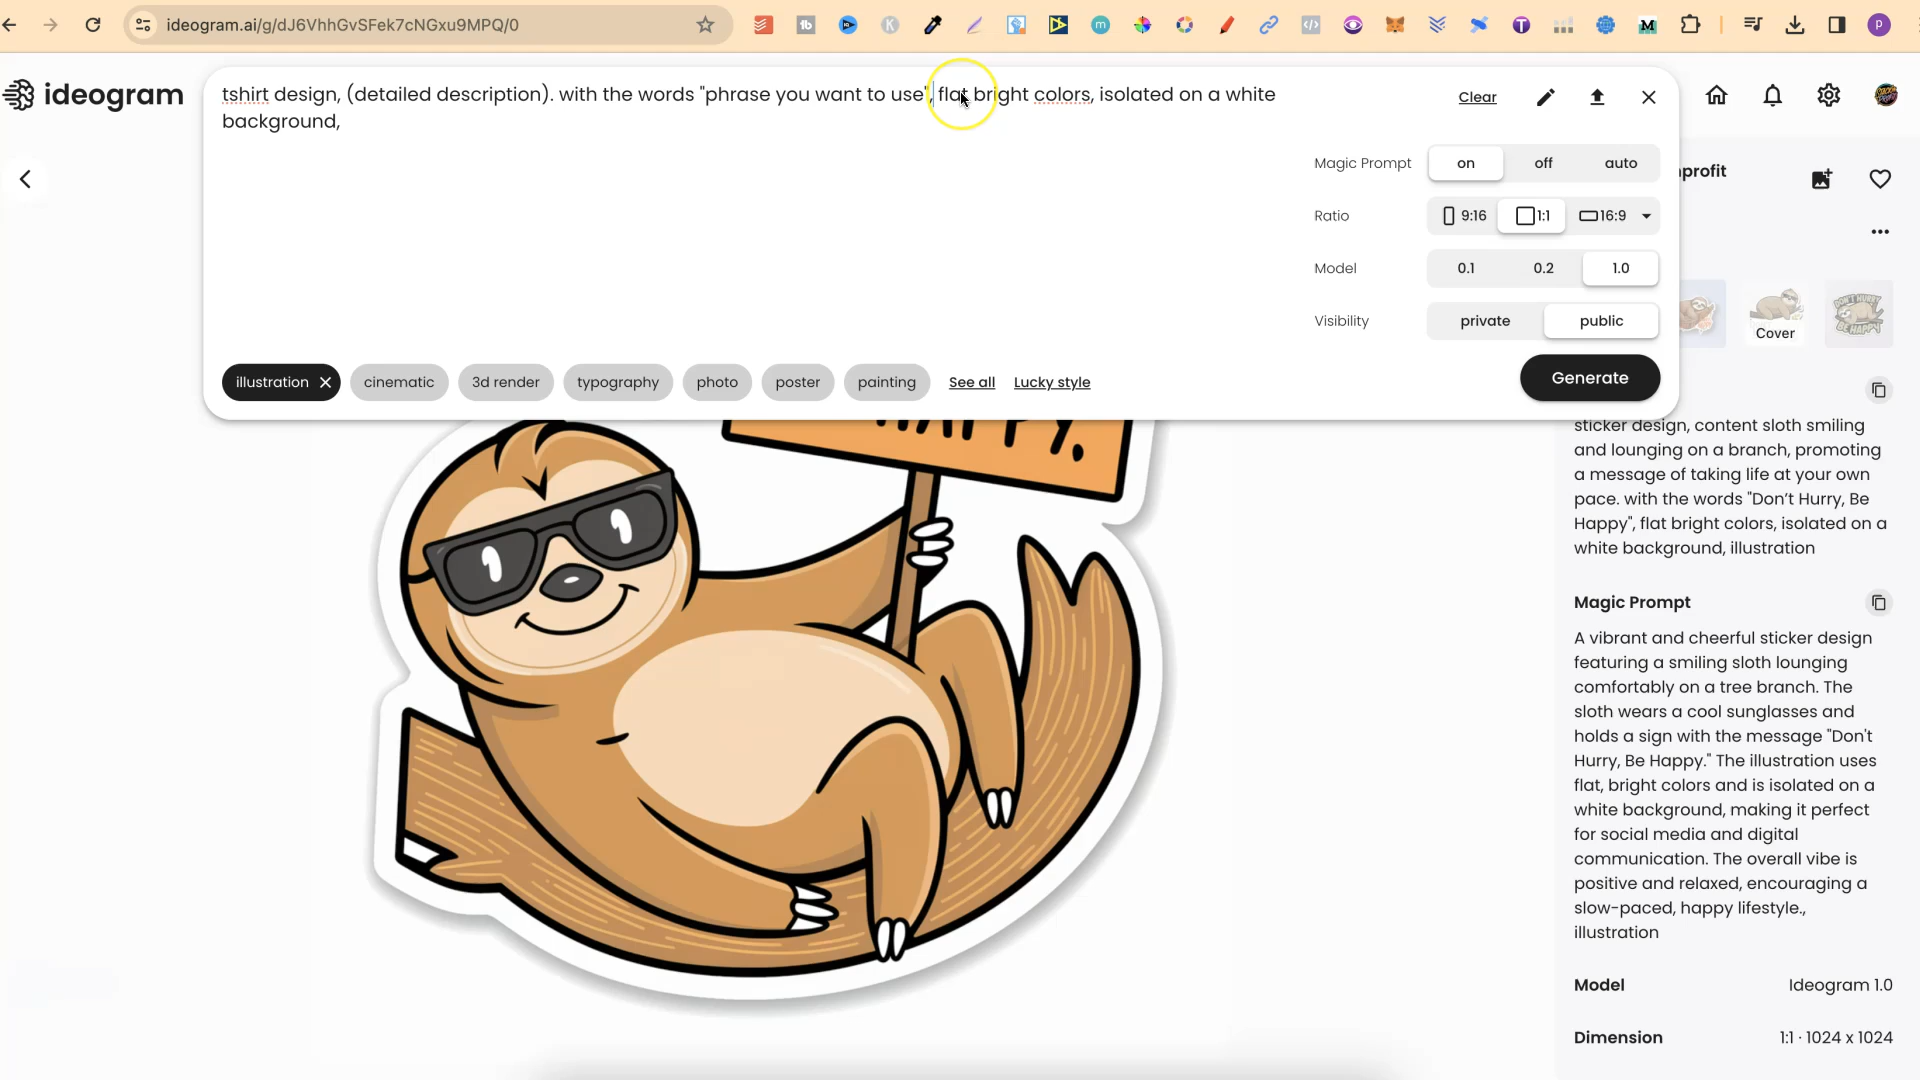 ideogram.ai/g/dJ6VhhGvSFek7cNGxu9MPQ/0
ideogram
tshirt design, (detailed description). with the words "phrase you want to use", flat bright colors, isolated on a white
background,
Clear
Magic Prompt
on
off
auto
Ratio
9:16
1:1
16:9
Model
0.1
0.2
1.0
Visibility
private
public
illustration
cinematic
3d render
typography
photo
poster
painting
See all
Lucky style
Generate
Cover
DON'T HURRY
BE HAPPY
HAPPY.
sticker design, content sloth smiling
and lounging on a branch, promoting
a message of taking life at your own
pace. with the words "Don't Hurry, Be
Happy", flat bright colors, isolated on a
white background, illustration
Magic Prompt
A vibrant and cheerful sticker design
featuring a smiling sloth lounging
comfortably on a tree branch. The
sloth wears a cool sunglasses and
holds a sign with the message "Don't
Hurry, Be Happy." The illustration uses
flat, bright colors and is isolated on a
white background, making it perfect
for social media and digital
communication. The overall vibe is
positive and relaxed, encouraging a
slow-paced, happy lifestyle.,
illustration
Model
Ideogram 1.0
Dimension
1:1 · 1024 x 1024